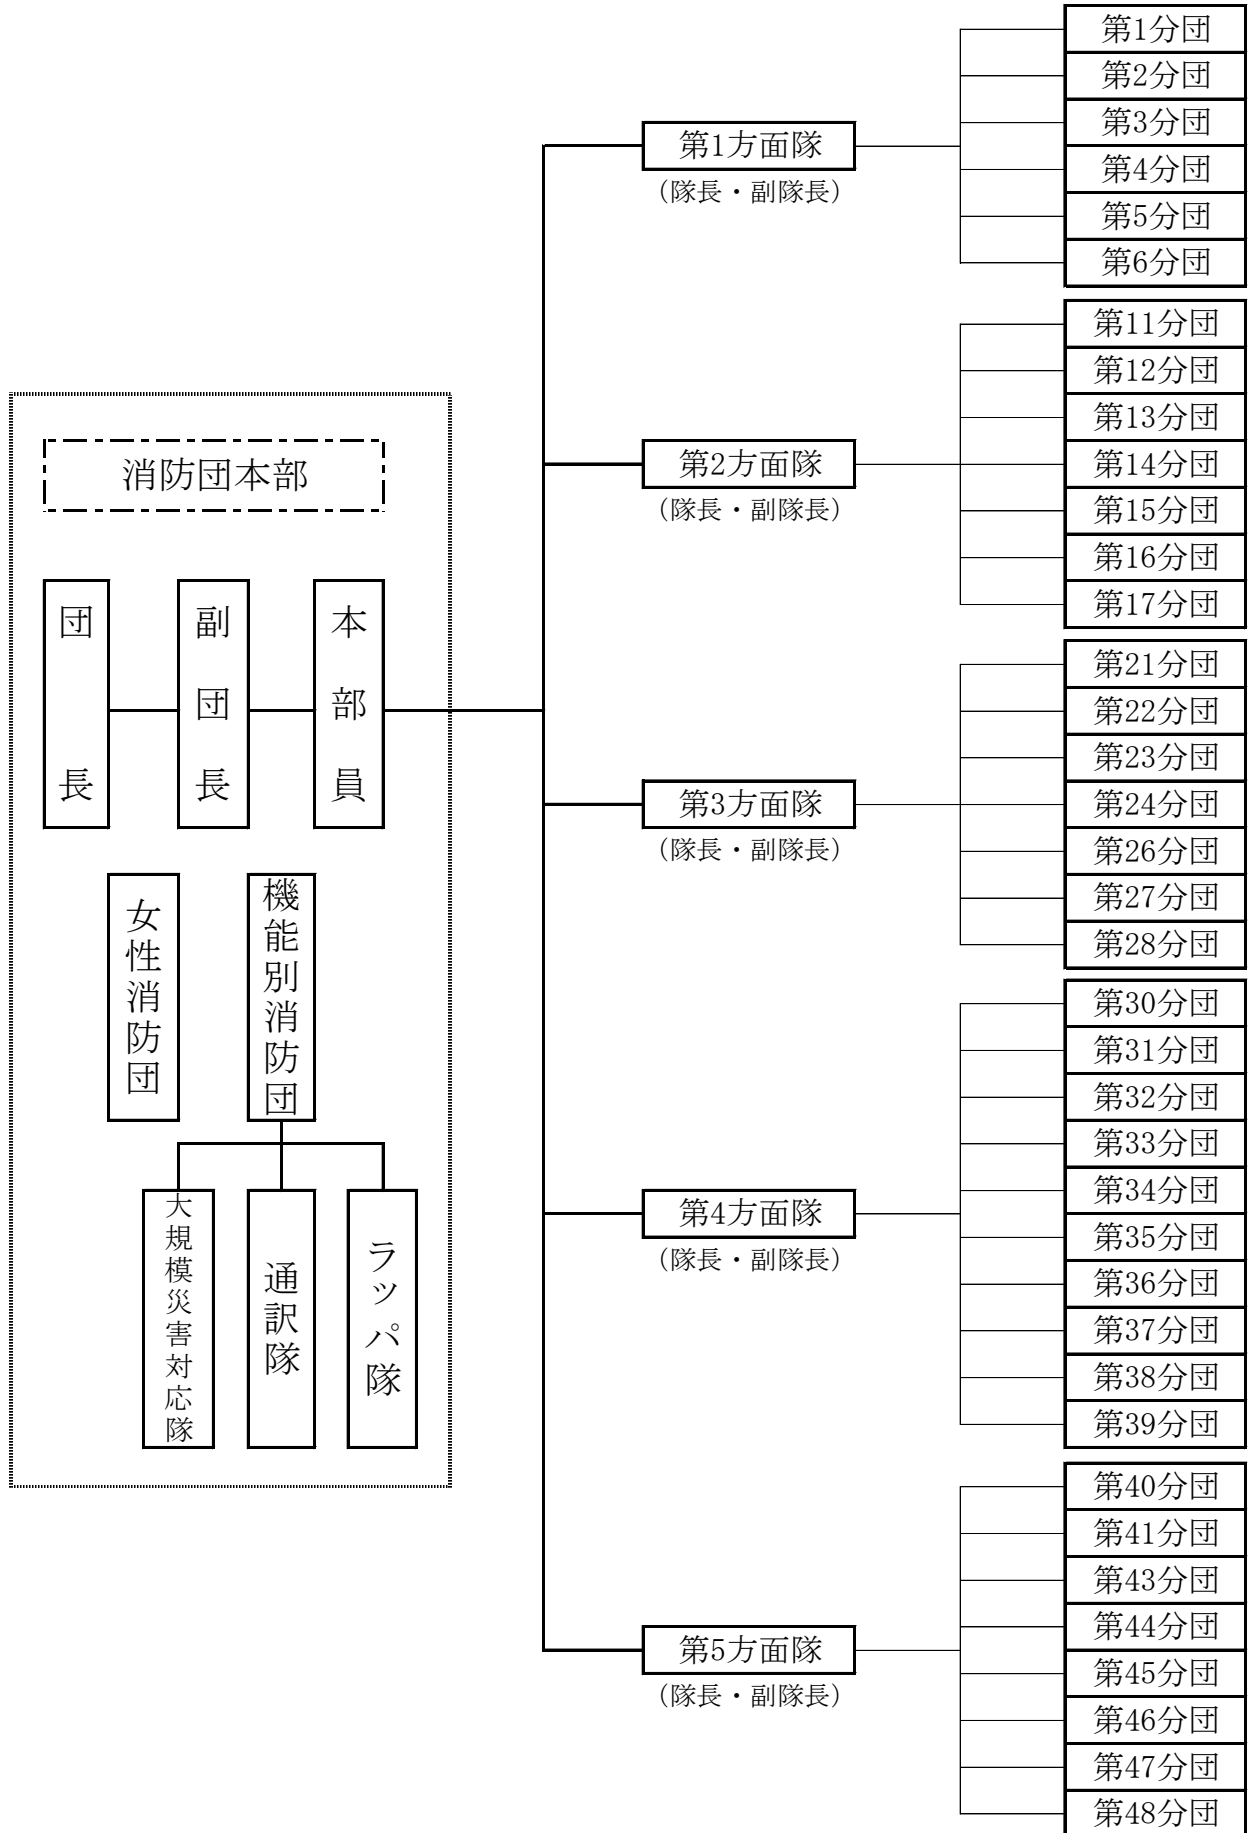 消防団本部
団長
副団長
本部員
女性消防団
機能別消防団
大規模災害対応隊
通訳隊
ラッパ隊
第1方面隊
（隊長・副隊長）
第1分団
第2分団
第3分団
第4分団
第5分団
第6分団
第2方面隊
（隊長・副隊長）
第11分団
第12分団
第13分団
第14分団
第15分団
第16分団
第17分団
第3方面隊
（隊長・副隊長）
第21分団
第22分団
第23分団
第24分団
第26分団
第27分団
第28分団
第4方面隊
（隊長・副隊長）
第30分団
第31分団
第32分団
第33分団
第34分団
第35分団
第36分団
第37分団
第38分団
第39分団
第5方面隊
（隊長・副隊長）
第40分団
第41分団
第43分団
第44分団
第45分団
第46分団
第47分団
第48分団